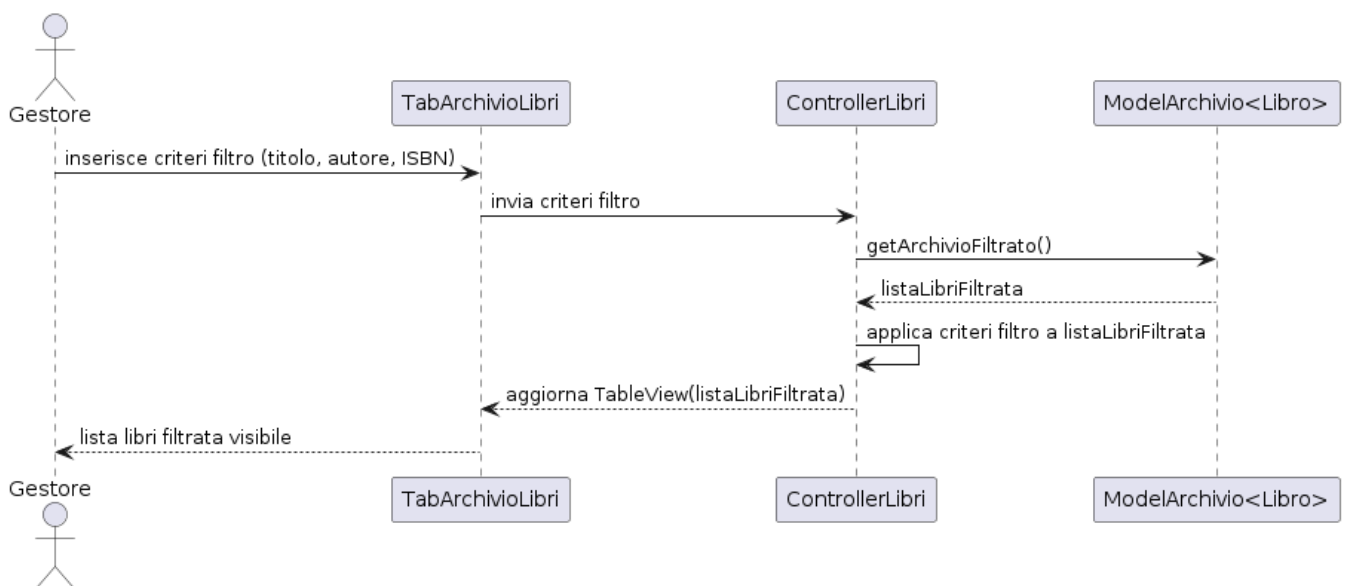 Gestore
TabArchivioLibri
ControllerLibri
ModelArchivio<Libro>
inserisce criteri filtro (titolo, autore, ISBN)
invia criteri filtro
getArchivioFiltrato()
listaLibriFiltrata
applica criteri filtro a listaLibriFiltrata
aggiorna TableView(listaLibriFiltrata)
lista libri filtrata visibile
Gestore
TabArchivioLibri
ControllerLibri
ModelArchivio<Libro>